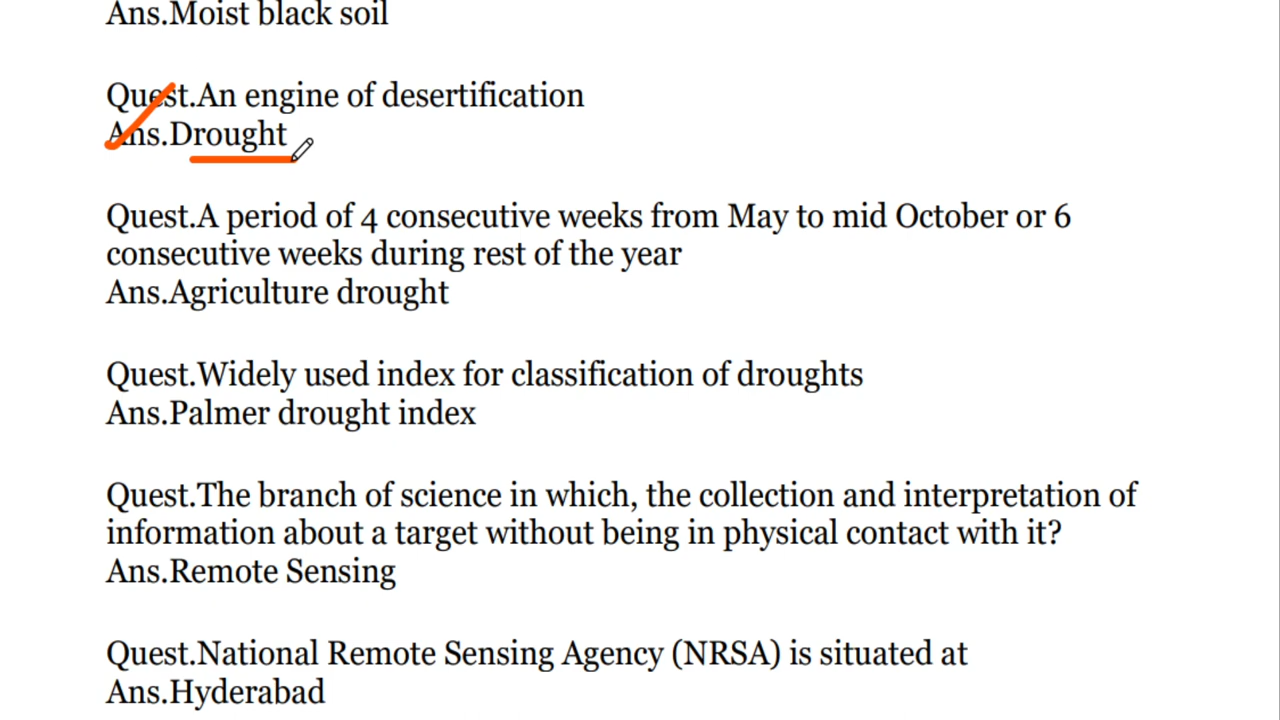 Ans.Moist black soil
Quest.An engine of desertification
Ans.Drought
Quest.A period of 4 consecutive weeks from May to mid October or 6
consecutive weeks during rest of the year
Ans.Agriculture drought
Quest.Widely used index for classification of droughts
Ans.Palmer drought index
Quest.The branch of science in which, the collection and interpretation of
information about a target without being in physical contact with it?
Ans.Remote Sensing
Quest.National Remote Sensing Agency (NRSA) is situated at
Ans.Hyderabad